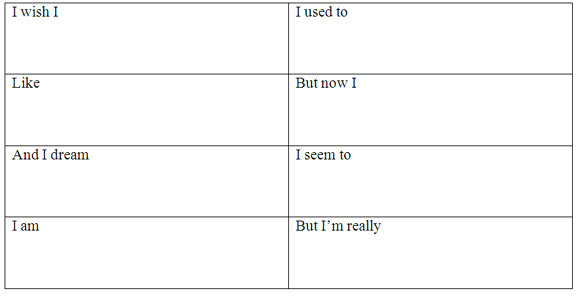 I wish I
I used to
Like
But now I
And I dream
I seem to
I am
But I'm really